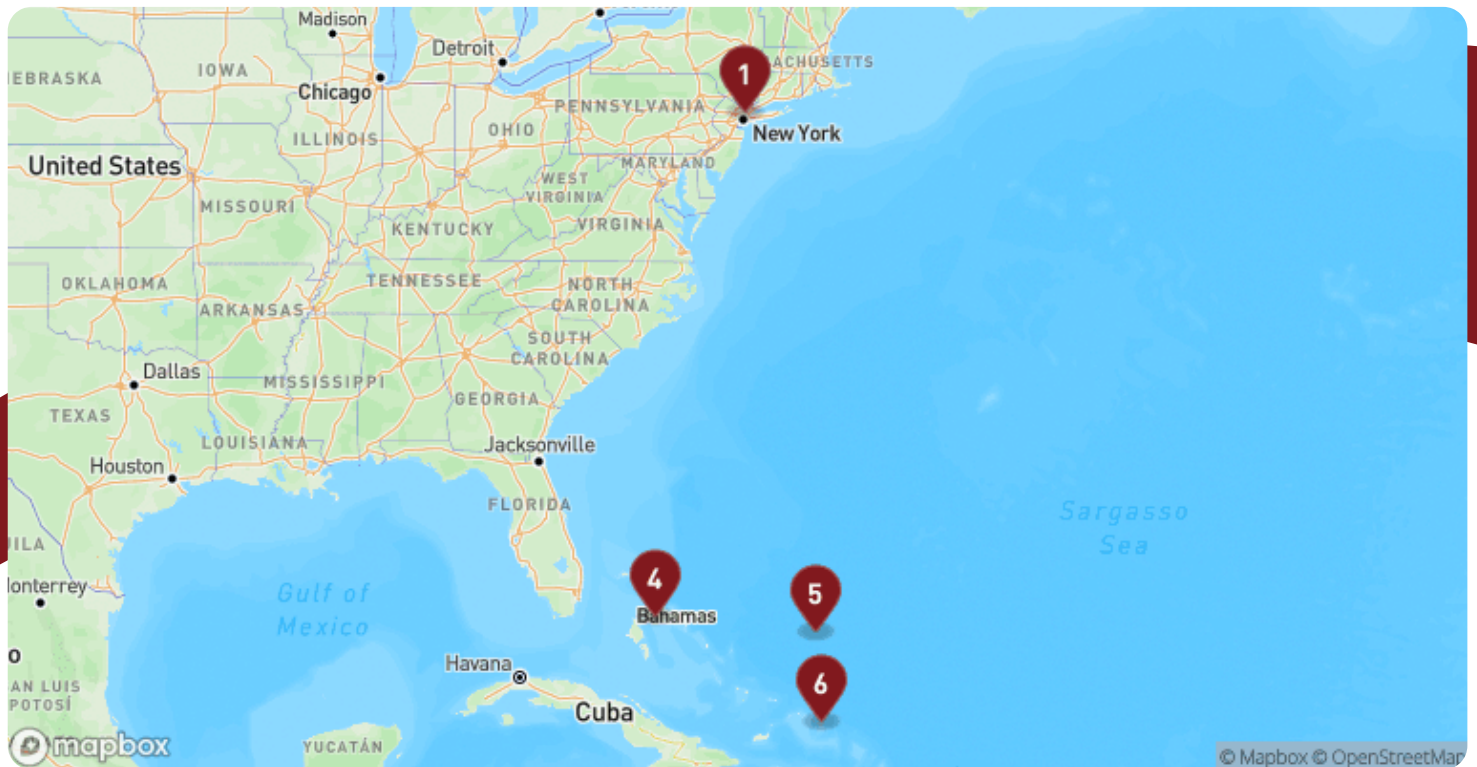 Madison
Detroit
ACHUSETTS
EBRASKA
IOWA
1
Chicago
PENNSYLVANIA
New York
OHIO
ILLINOIS
MARYLAND
United States
WEST
VIRGINIA
MISSOURI
VIRGINIA
KENTUCKY
TENNESSEE
OKLAHOMA
NORTH
CAROLINA
ARKANSAS
SOUTH
CAROLINA
Dallas
MISSISSIPPI
GEORGIA
TEXAS
LOUISIANA
Jacksonville
Houston
FLORIDA
Sargasso
Sea
UILA
4
onterrey
Gulf of
Mexico
5
Bahamas
o
Havana
6
AN LUIS
POTOSÍ
Cuba
mapbox
YUCATÁN
© Mapbox © OpenStreetMap